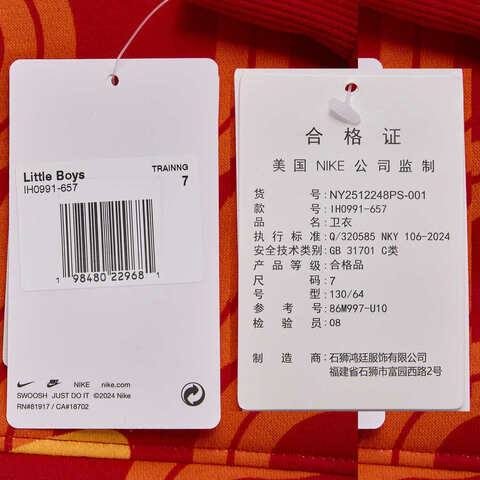 Little Boys
IH0991-657
TRAINNG
7
1 98480 22968 1
NIKE nike.com
SWOOSH JUST DO IT ©2024 Nike
RN#81917 / CA#18702
合格证
美国 NIKE 公司监制
货号:NY2512248PS-001
款号:IH0991-657
品名:卫衣
执行标准:Q/320585 NKY 106-2024
安全技术类别:GB 31701 C类
产品等级:合格品
尺码:7
号型:130/64
参考号:86M997-U10
检验员:08
制造商:石狮鸿廷服饰有限公司
福建省石狮市富园西路2号